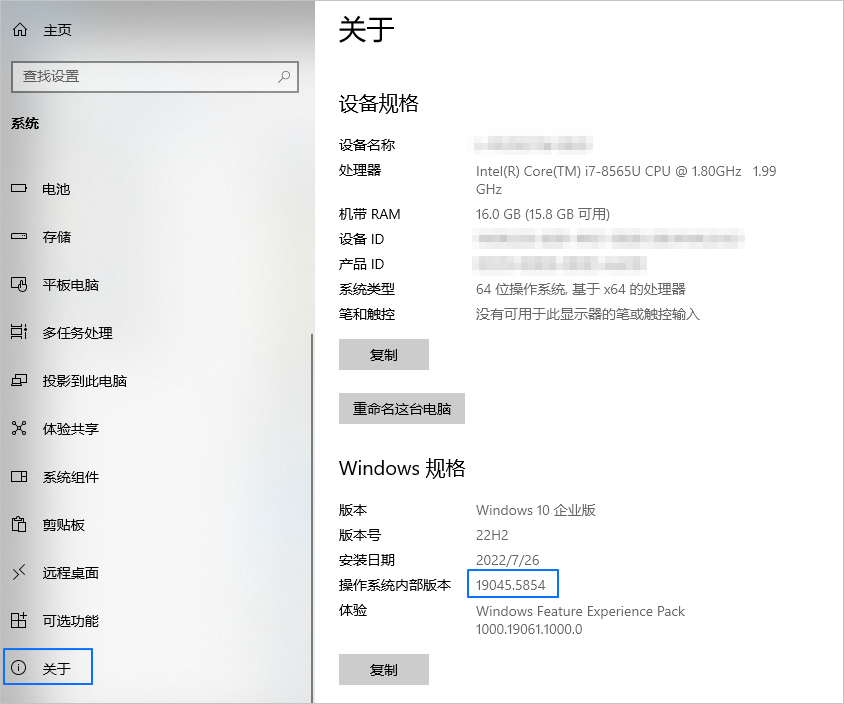 主页
查找设置
系统
电池
存储
平板电脑
多任务处理
投影到此电脑
体验共享
系统组件
剪贴板
远程桌面
可选功能
关于
关于
设备规格
设备名称
处理器 Intel(R) Core(TM) i7-8565U CPU @ 1.80GHz 1.99
GHz
机带 RAM 16.0 GB (15.8 GB 可用)
设备 ID
产品 ID
系统类型 64 位操作系统, 基于 x64 的处理器
笔和触控 没有可用于此显示器的笔或触控输入
复制
重命名这台电脑
Windows 规格
版本 Windows 10 企业版
版本号 22H2
安装日期 2022/7/26
操作系统内部版本 19045.5854
体验 Windows Feature Experience Pack
1000.19061.1000.0
复制